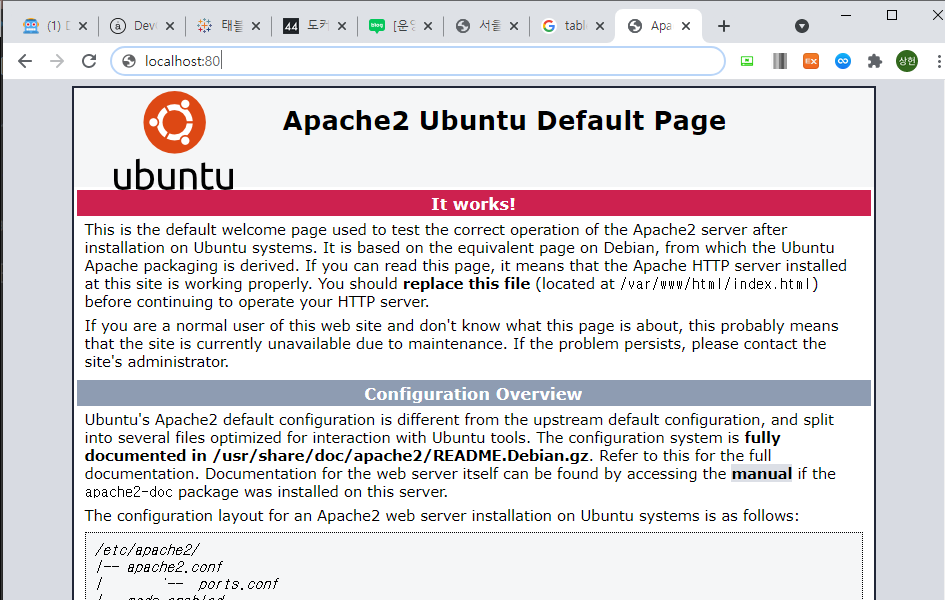 (1)
Dev
태블
44
도커
blog
[운영
서블
G
tabl
Apa
localhost:80
Ex
상현
ubuntu
Apache2 Ubuntu Default Page
It works!
This is the default welcome page used to test the correct operation of the Apache2 server after
installation on Ubuntu systems. It is based on the equivalent page on Debian, from which the Ubuntu
Apache packaging is derived. If you can read this page, it means that the Apache HTTP server installed
at this site is working properly. You should replace this file (located at /var/www/html/index.html)
before continuing to operate your HTTP server.
If you are a normal user of this web site and don't know what this page is about, this probably means
that the site is currently unavailable due to maintenance. If the problem persists, please contact the
site's administrator.
Configuration Overview
Ubuntu's Apache2 default configuration is different from the upstream default configuration, and split
into several files optimized for interaction with Ubuntu tools. The configuration system is fully
documented in /usr/share/doc/apache2/README.Debian.gz. Refer to this for the full
documentation. Documentation for the web server itself can be found by accessing the manual if the
apache2-doc package was installed on this server.
The configuration layout for an Apache2 web server installation on Ubuntu systems is as follows:
/etc/apache2/
|-- apache2.conf
|       `--  ports.conf